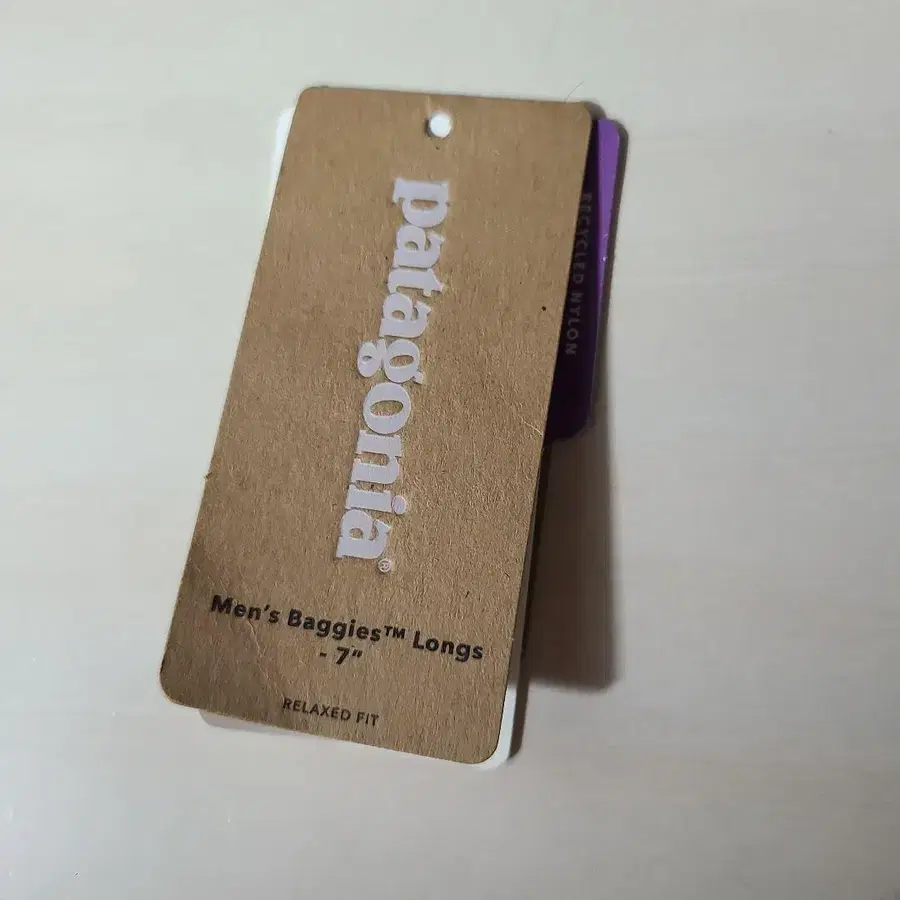 patagonia®
Men's Baggies™ Longs
- 7"
RELAXED FIT
RECYCLED NYLON